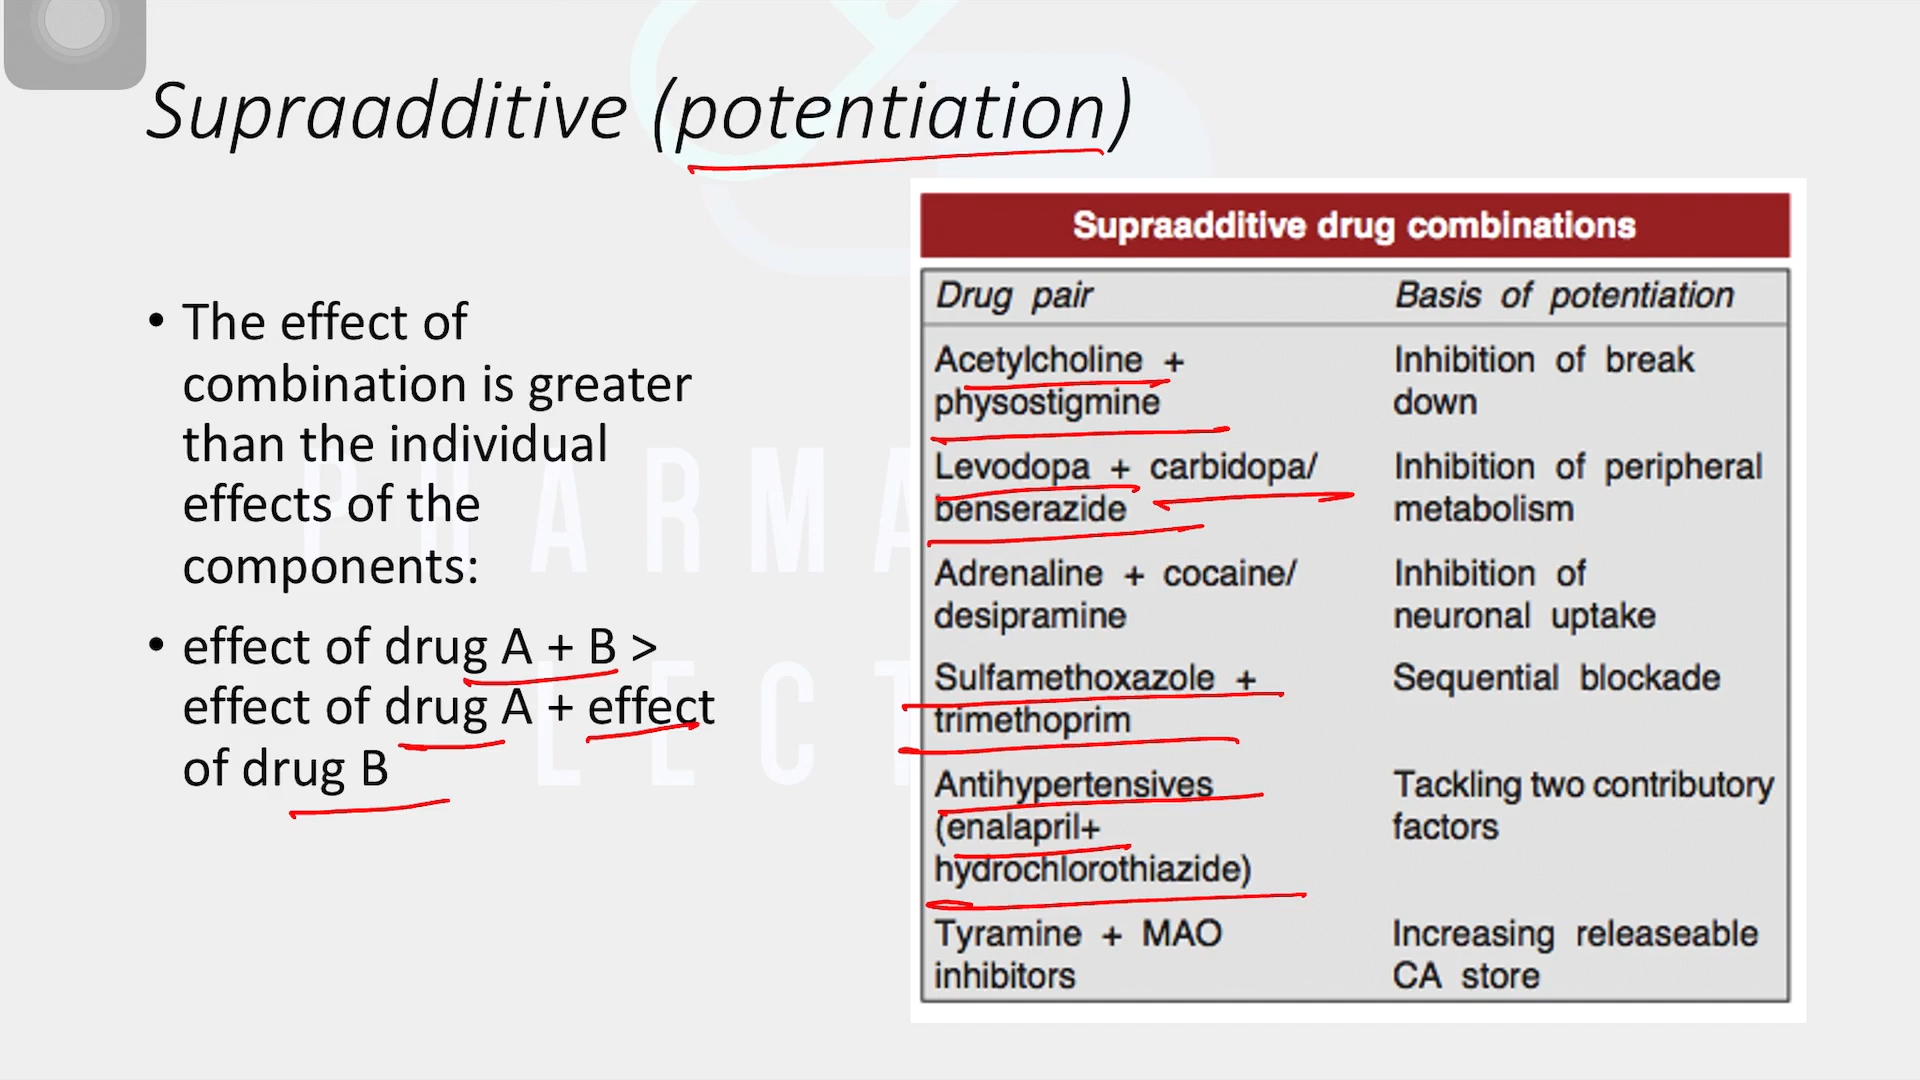 Supraadditive (potentiation)
• The effect of
combination is greater
than the individual
effects of the
components:
• effect of drug A + B >
effect of drug A + effect
of drug B
Supraadditive drug combinations
Drug pair Basis of potentiation
Acetylcholine + Inhibition of break
physostigmine down
Levodopa + carbidopa/ Inhibition of peripheral
benserazide metabolism
Adrenaline + cocaine/ Inhibition of
desipramine neuronal uptake
Sulfamethoxazole + Sequential blockade
trimethoprim
Antihypertensives Tackling two contributory
(enalapril+ factors
hydrochlorothiazide)
Tyramine + MAO Increasing releaseable
inhibitors CA store